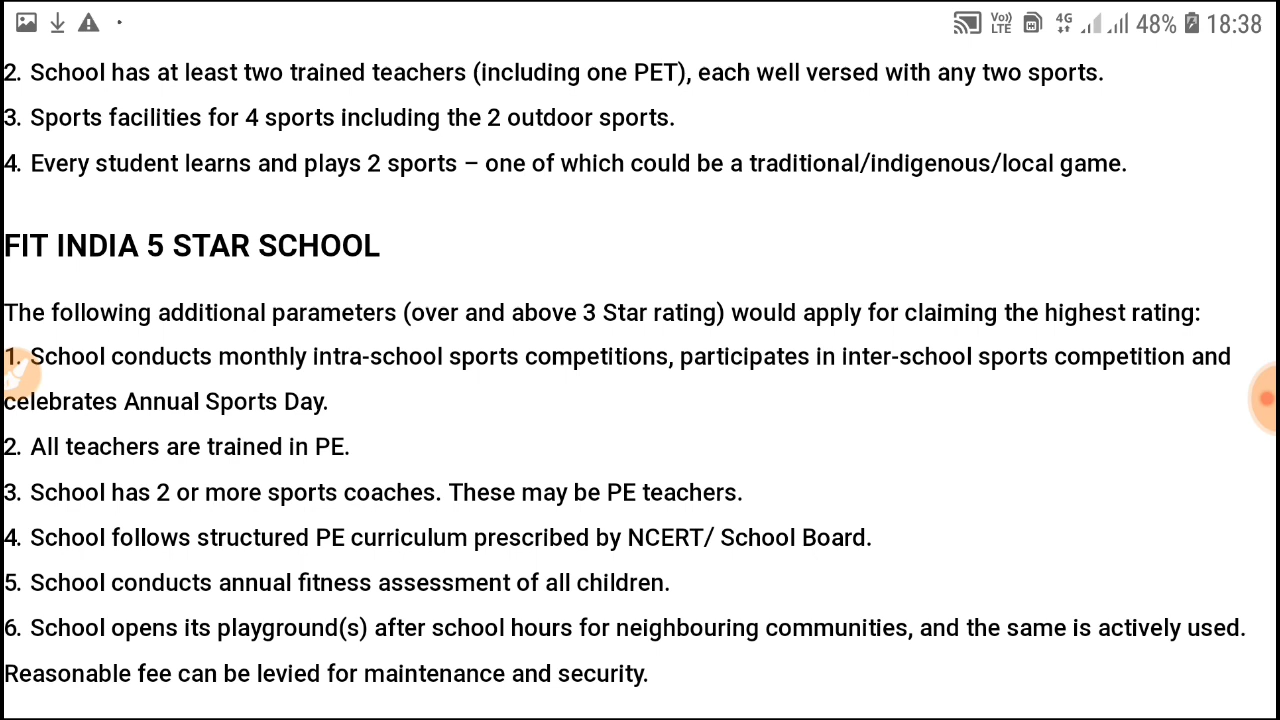 Vo)) LTE 4G 48% 18:38
2. School has at least two trained teachers (including one PET), each well versed with any two sports.
3. Sports facilities for 4 sports including the 2 outdoor sports.
4. Every student learns and plays 2 sports – one of which could be a traditional/indigenous/local game.
FIT INDIA 5 STAR SCHOOL
The following additional parameters (over and above 3 Star rating) would apply for claiming the highest rating:
1. School conducts monthly intra-school sports competitions, participates in inter-school sports competition and
celebrates Annual Sports Day.
2. All teachers are trained in PE.
3. School has 2 or more sports coaches. These may be PE teachers.
4. School follows structured PE curriculum prescribed by NCERT/ School Board.
5. School conducts annual fitness assessment of all children.
6. School opens its playground(s) after school hours for neighbouring communities, and the same is actively used.
Reasonable fee can be levied for maintenance and security.